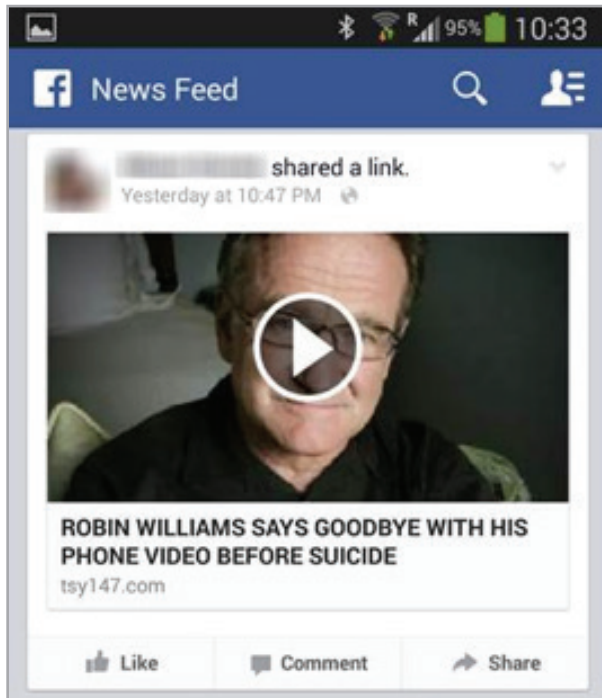 R 95% 10:33
f News Feed
shared a link.
Yesterday at 10:47 PM
ROBIN WILLIAMS SAYS GOODBYE WITH HIS
PHONE VIDEO BEFORE SUICIDE
tsy147.com
Like Comment Share